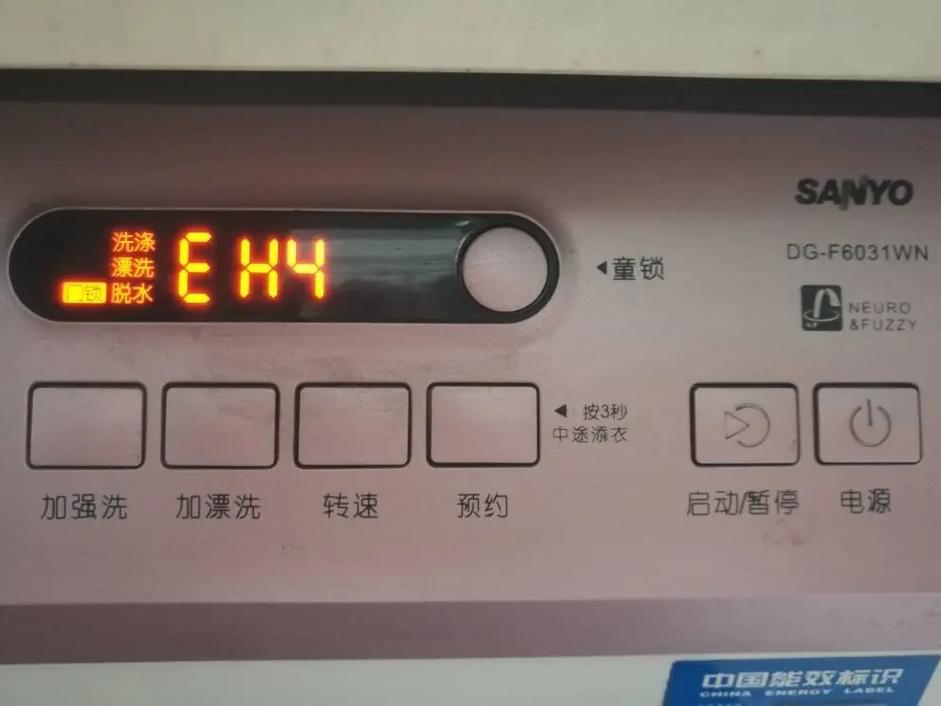 SANYO
DG-F6031WN
NEURO
&FUZZY
洗涤
漂洗
门锁 脱水
EH4
◀童锁
◀ 按3秒
中途添衣
加强洗
加漂洗
转速
预约
启动/暂停
电源
中国能效标识
CHINA ENERGY LABEL